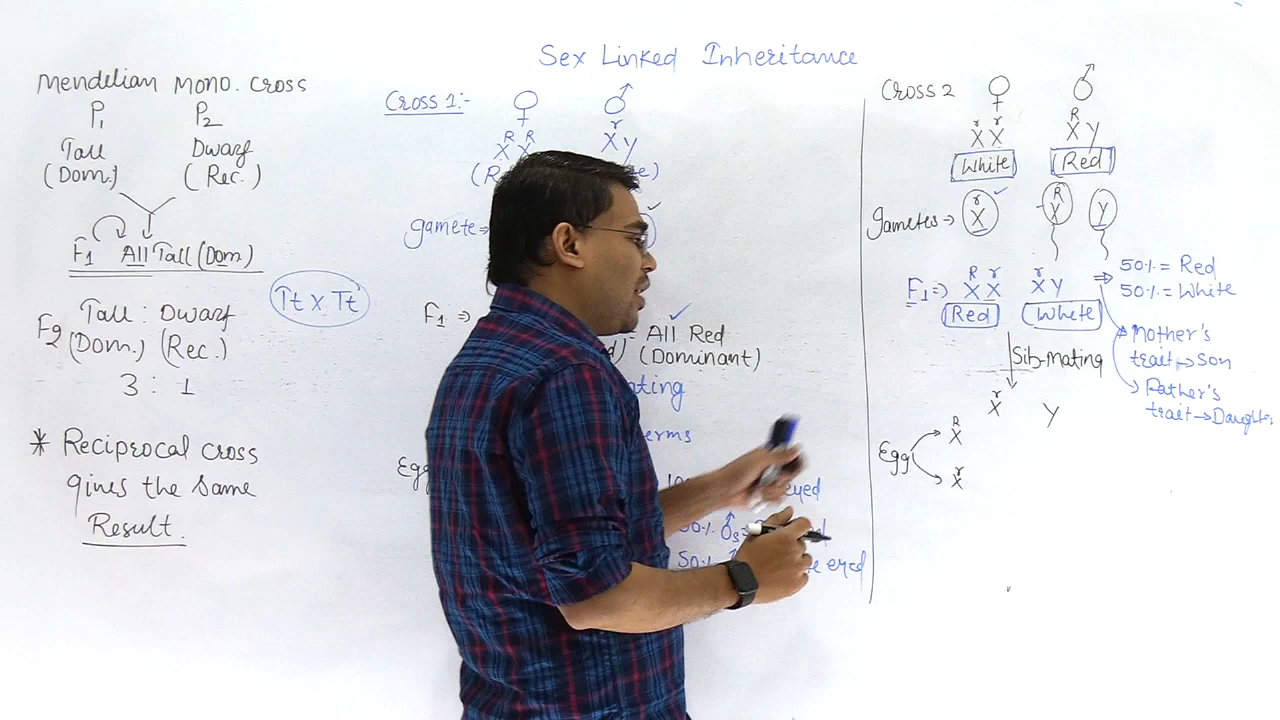 Sex Linked Inheritance
Mendelian mono. cross
P1 P2
Tall Dwarf
(Dom.) (Rec.)
F1 All Tall (Dom)
Tt X Tt
F2 Tall : Dwarf
(Dom.) (Rec.)
3 : 1
* Reciprocal cross
gives the same
Result.
Cross 1:-
♀ ♂
X^R X^R X^r Y
gamete
F1 ⇒
All Red
(Dominant)
100
eyed
50% ♂s
50%
Cross 2 ♀ ♂
X^r X^r X^R Y
White Red
Gametes → X^r X^R Y
F1 ⇒ X^R X^r X^r Y ⇒ 50% = Red
50% = White
Red White
Mother's
trait → Son
Father's
trait → Daughter
Sib-mating
X^r Y
Egg X^R
X^r